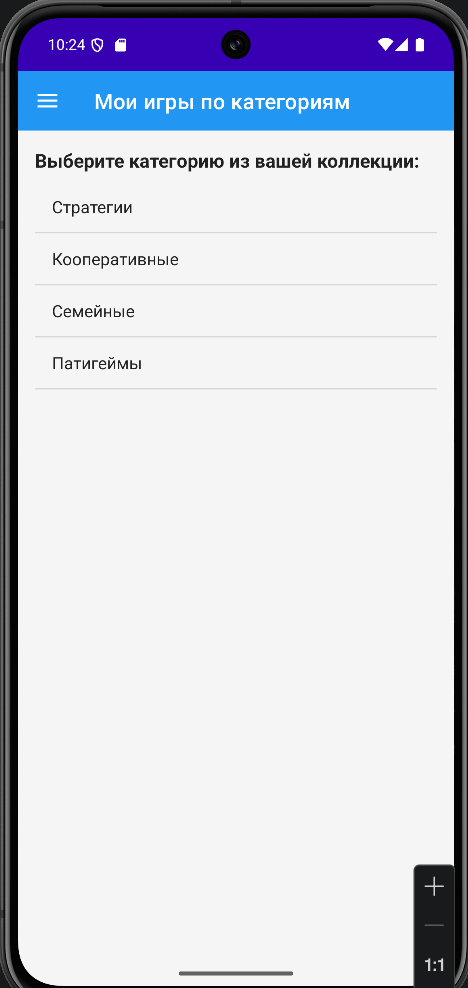 10:24
Мои игры по категориям
Выберите категорию из вашей коллекции:
Стратегии
Кооперативные
Семейные
Патигеймы
1:1